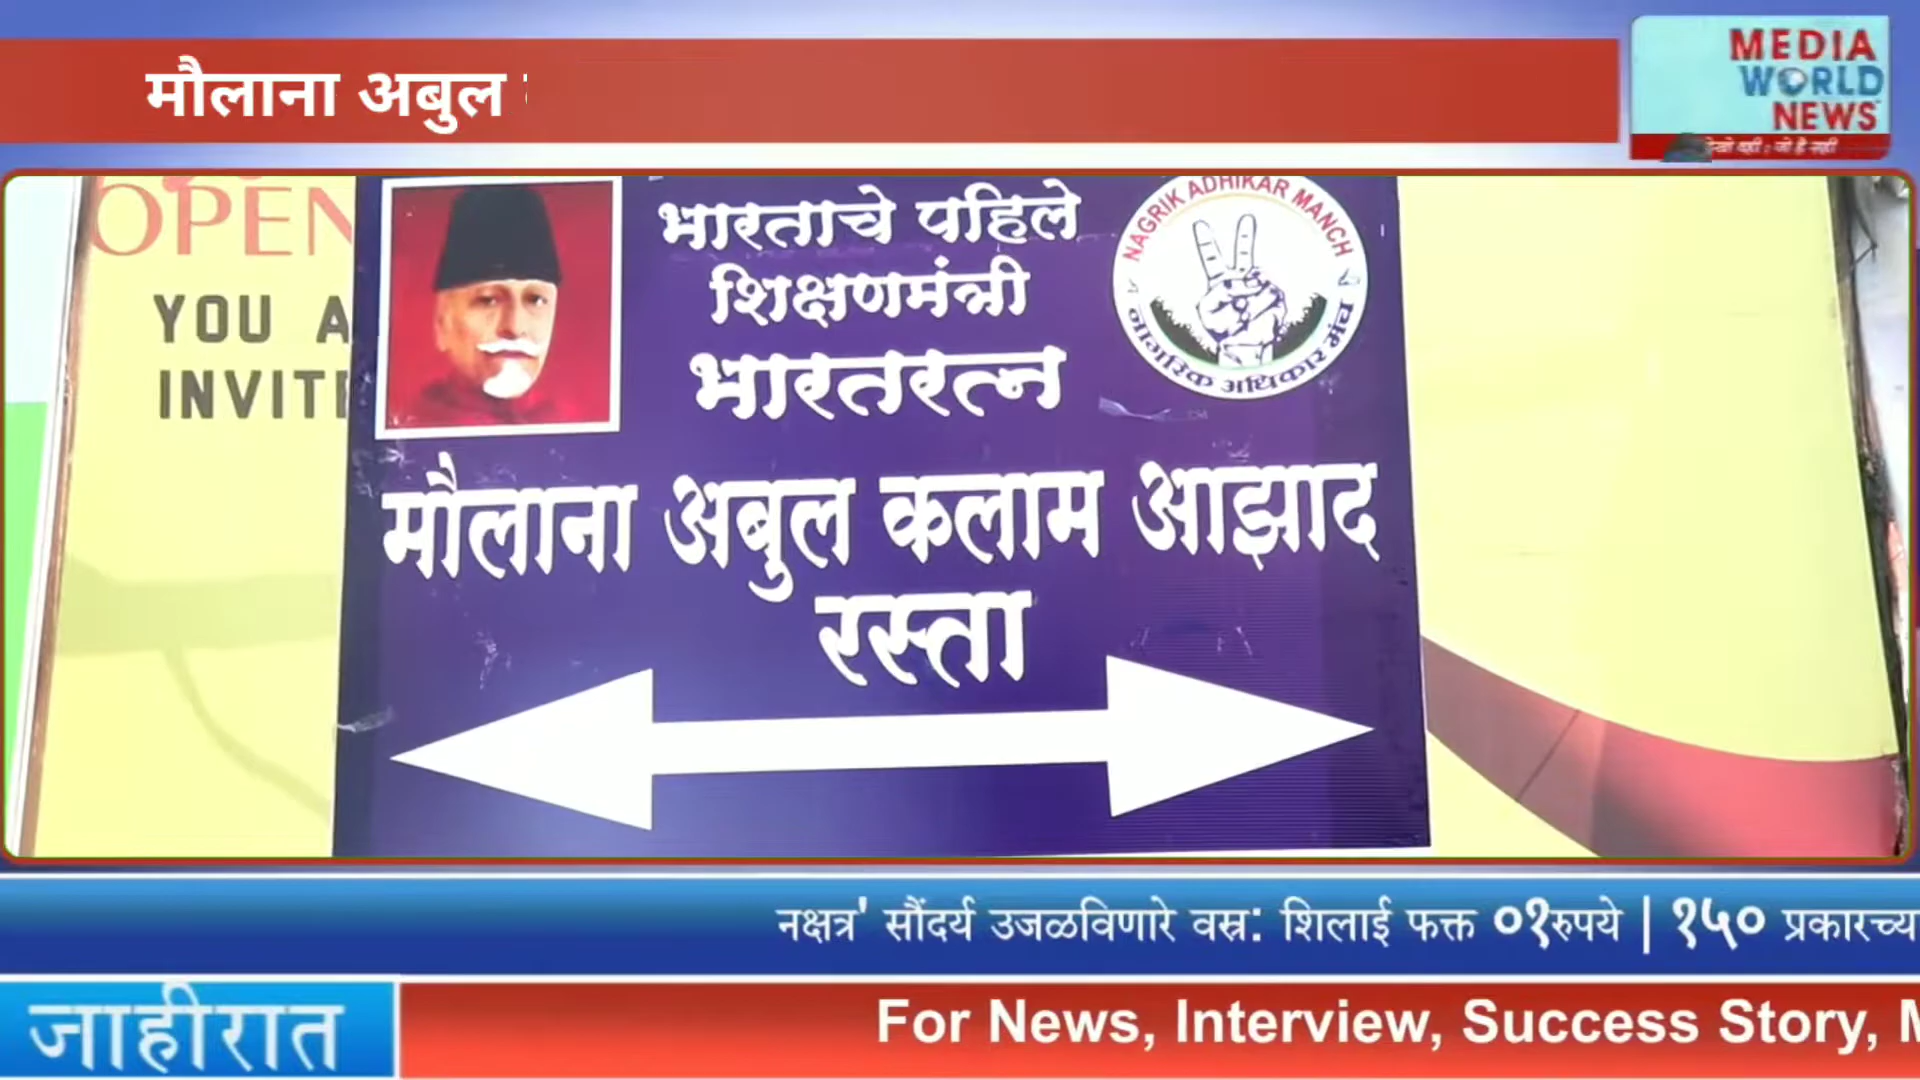 मौलाना अबुल
MEDIA
WORLD
NEWS
OPEN
YOU A
INVITE
भारताचे पहिले
शिक्षणमंत्री
भारतरत्न
NAGRIK ADHIKAR MANCH
नागरिक अधिकार मंच
मौलाना अबुल कलाम आझाद
रस्ता
नक्षत्र' सौंदर्य उजळविणारे वस्र: शिलाई फक्त ०१रुपये | १५० प्रकारच्या
जाहीरात
For News, Interview, Success Story, M